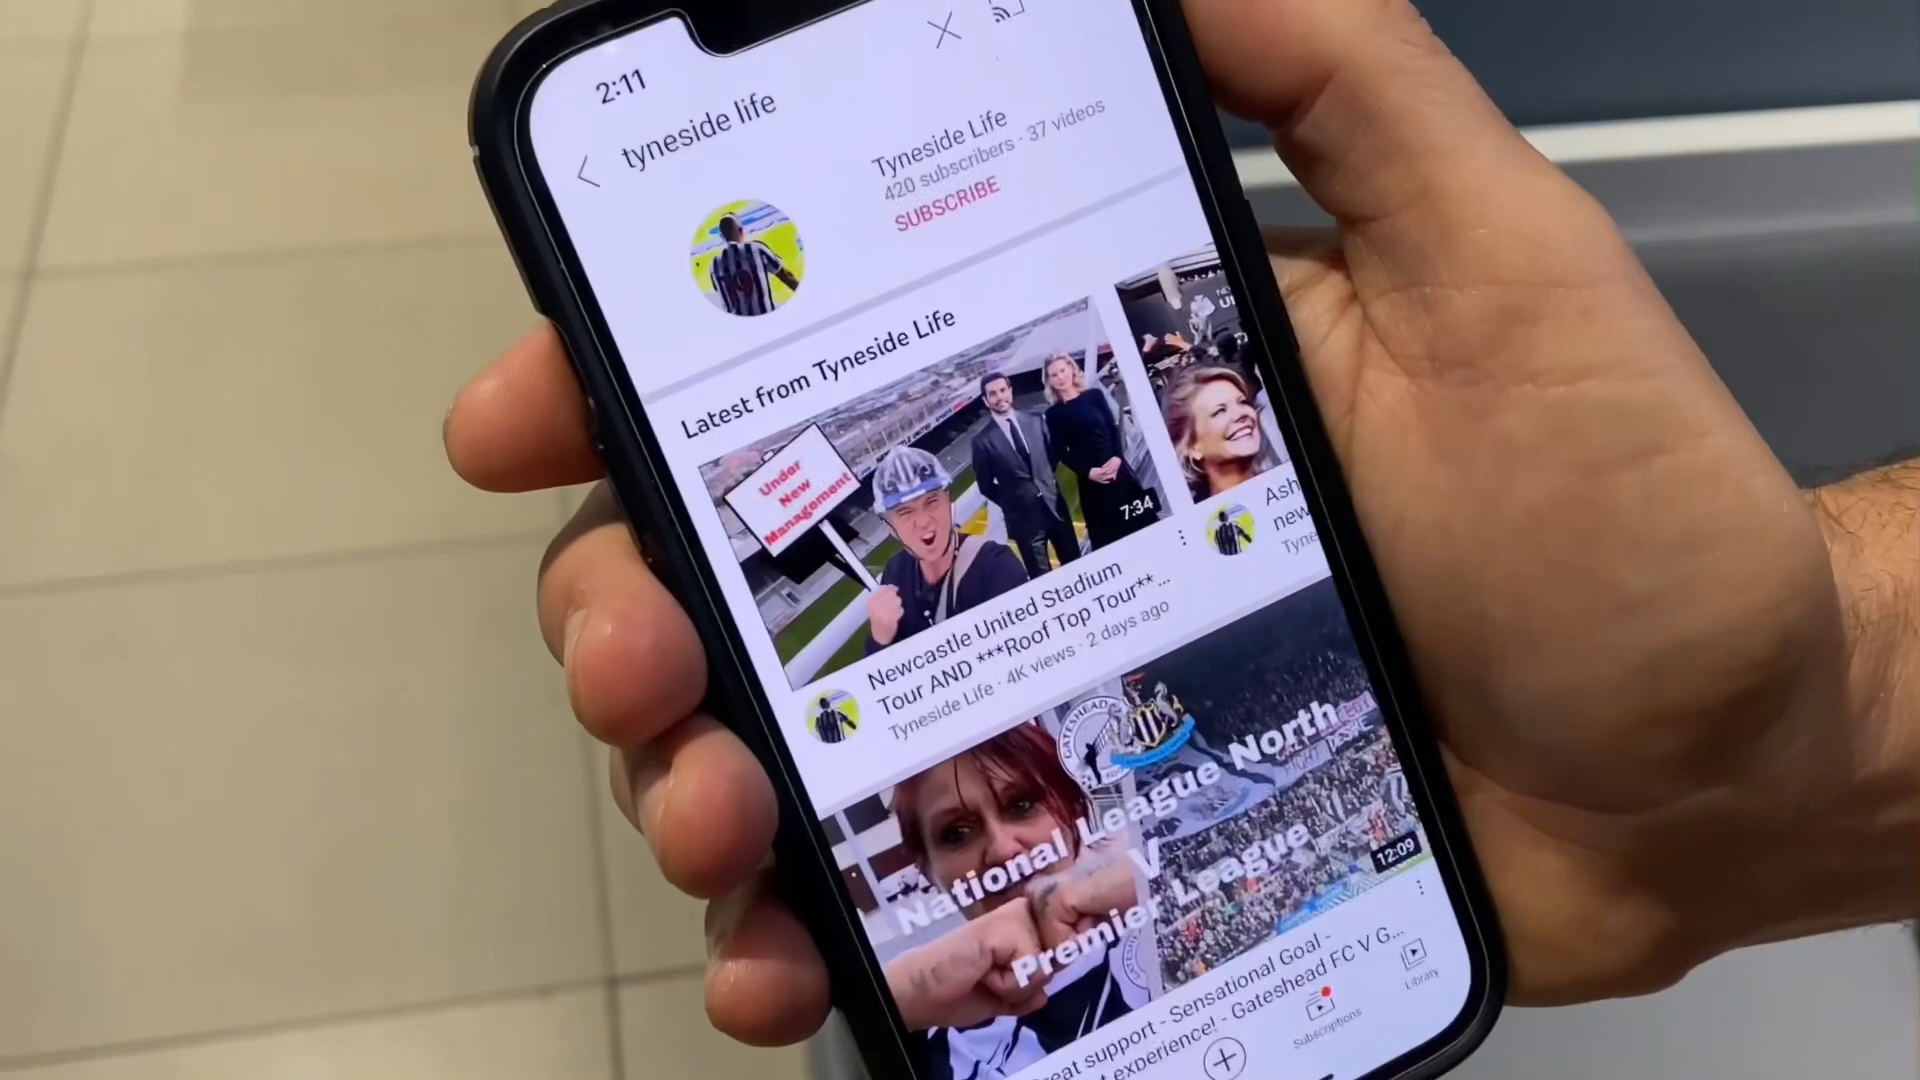 2:11
tyneside life
Tyneside Life
420 subscribers · 37 videos
SUBSCRIBE
Latest from Tyneside Life
Under
New
Management
7:34
Newcastle United Stadium
Tour AND ***Roof Top Tour** ...
Tyneside Life · 4K views · 2 days ago
Ash
new
Tyne
GATESHEAD
National League North
V
Premier League
12:09
reat support - Sensational Goal -
t experience! - Gateshead FC V G...
Subscriptions
Library